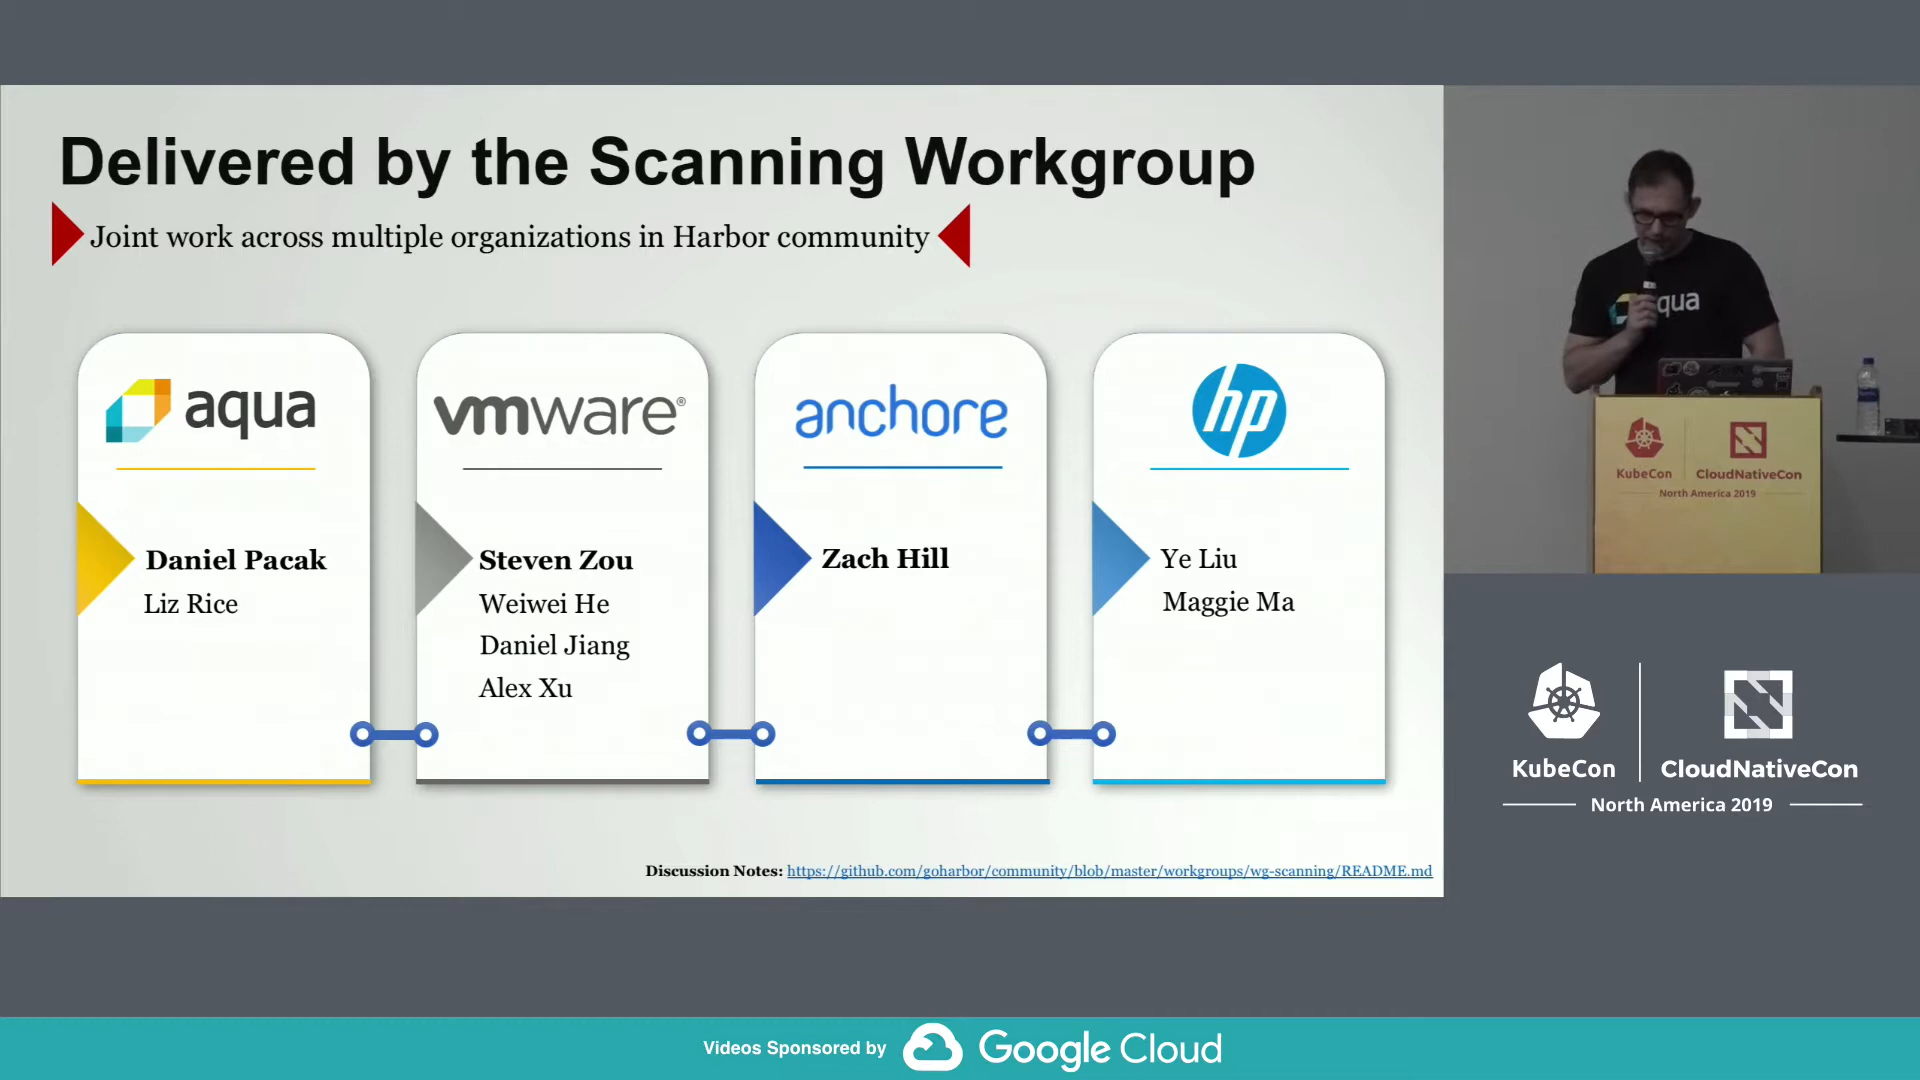 Delivered by the Scanning Workgroup
Joint work across multiple organizations in Harbor community
aqua
Daniel Pacak
Liz Rice
vmware®
Steven Zou
Weiwei He
Daniel Jiang
Alex Xu
anchore
Zach Hill
hp
Ye Liu
Maggie Ma
Discussion Notes: https://github.com/goharbor/community/blob/master/workgroups/wg-scanning/README.md
aqua
KubeCon
CloudNativeCon
North America 2019
KubeCon
CloudNativeCon
North America 2019
Videos Sponsored by Google Cloud